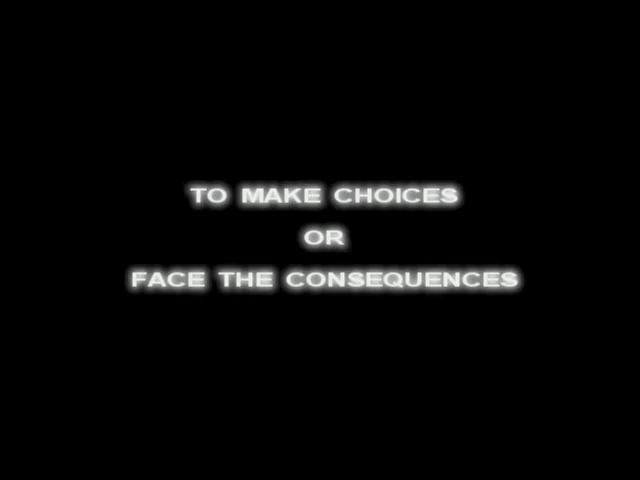 TO MAKE CHOICES
OR
FACE THE CONSEQUENCES